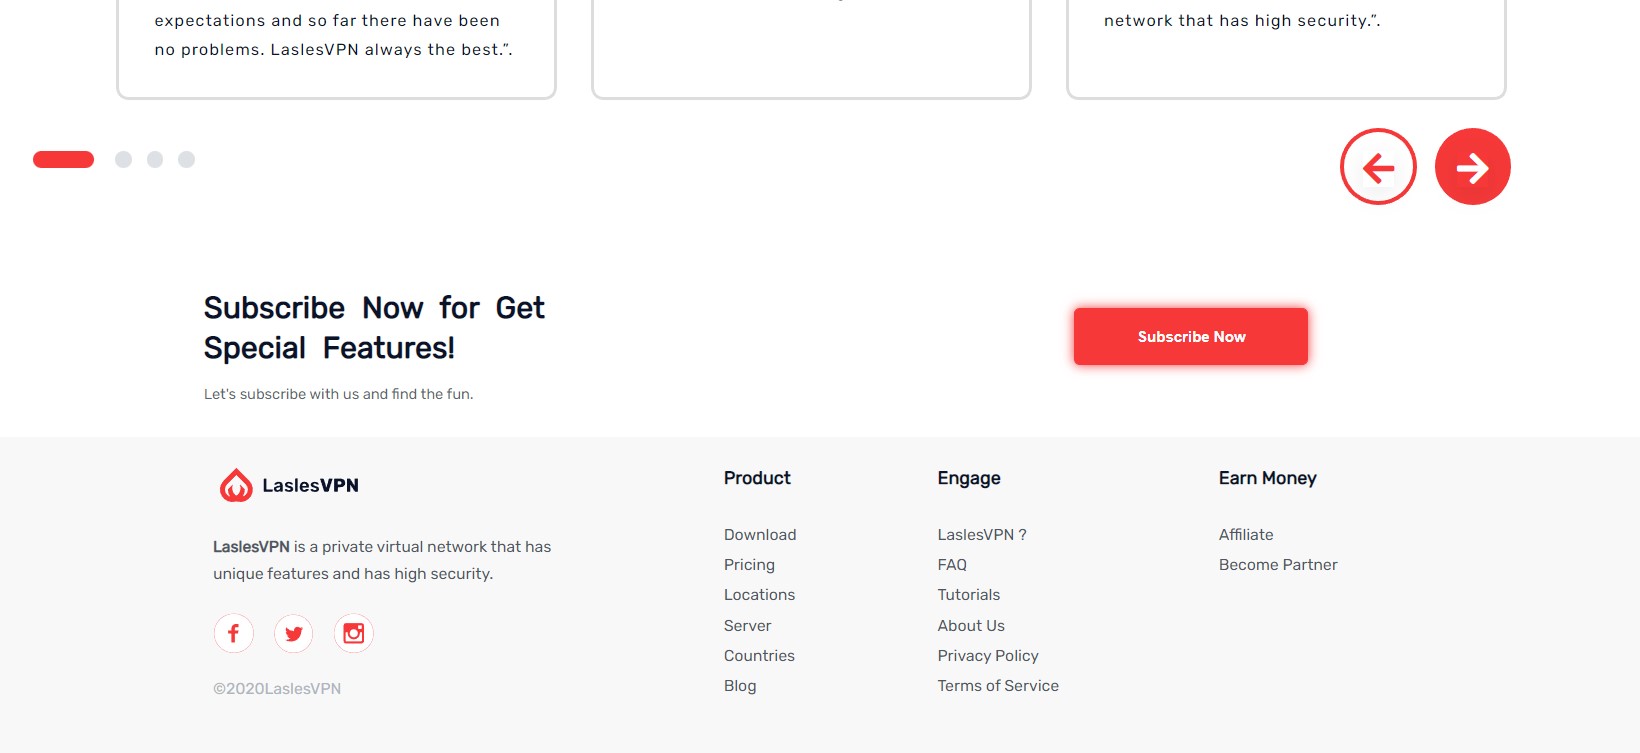 expectations and so far there have been
no problems. LaslesVPN always the best.”.
network that has high security.”.
Subscribe Now for Get
Special Features!
Let's subscribe with us and find the fun.
Subscribe Now
LaslesVPN
LaslesVPN is a private virtual network that has
unique features and has high security.
©2020LaslesVPN
Product
Download
Pricing
Locations
Server
Countries
Blog
Engage
LaslesVPN ?
FAQ
Tutorials
About Us
Privacy Policy
Terms of Service
Earn Money
Affiliate
Become Partner